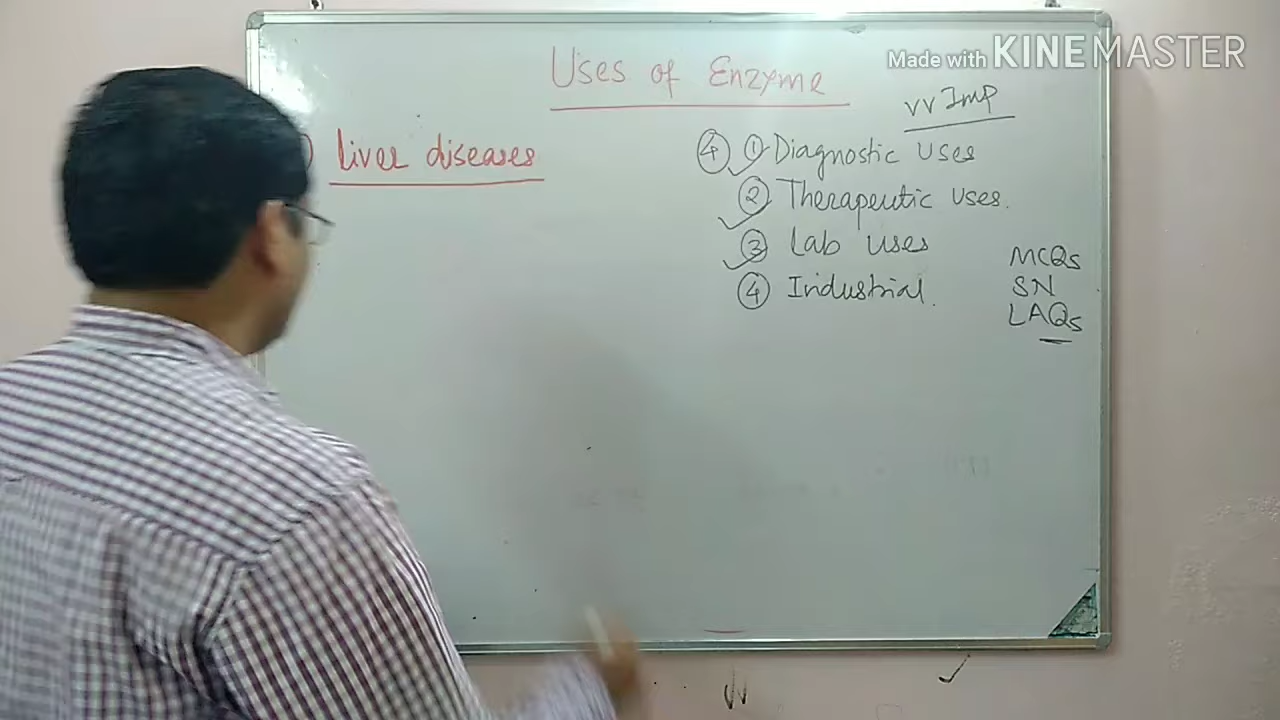 Made with KINEMASTER
Uses of Enzyme
vv Imp
) liver diseases
④ ① Diagnostic Uses
② Therapeutic Uses.
③ Lab Uses
④ Industrial.
MCQs
SN
LAQs